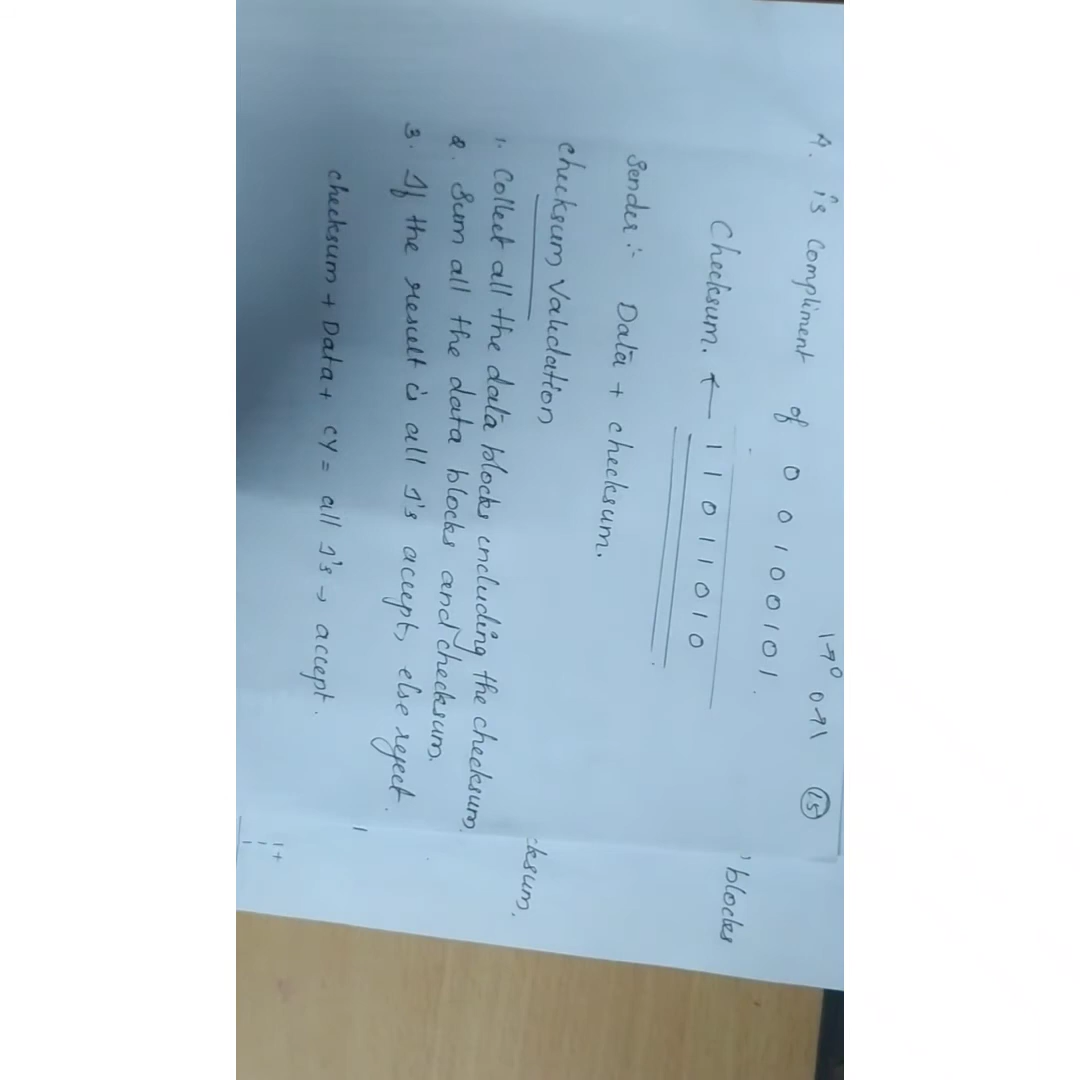 1→0 0→1 (15)
4. 1's compliment of 0 0 1 0 0 1 0 1.
Checksum. ← 1 1 0 1 1 0 1 0
Sender :- Data + checksum.
checksum Validation
1. Collect all the data blocks including the checksum.
2. Sum all the data blocks and checksum.
3. If the result is all 1's accept, else reject.
checksum + Data + CY = all 1's → accept.
blocks
cksum.